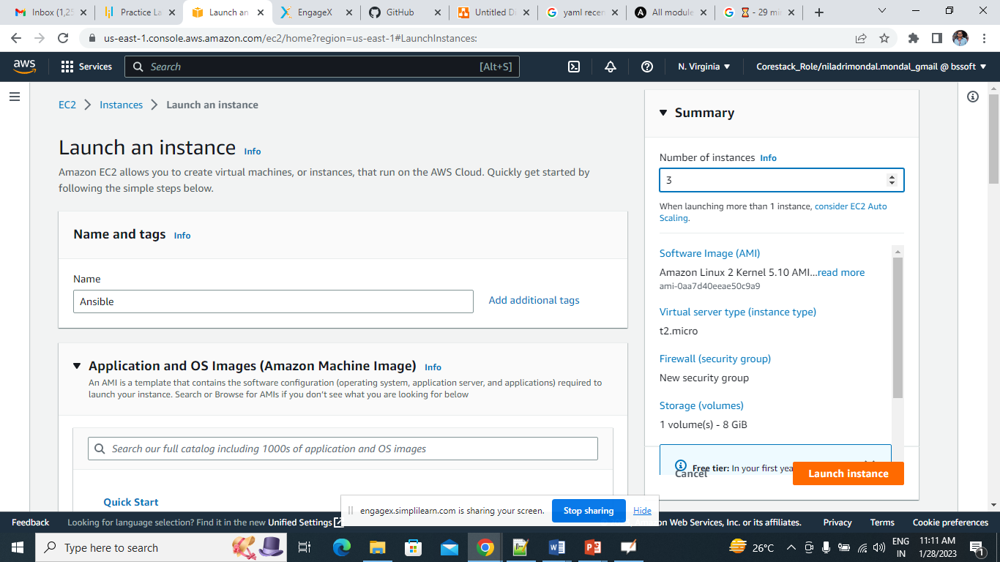 Inbox (1,25
Practice La
Launch an
EngageX
GitHub
Untitled Di
yaml recen
All module
- 29 mi
us-east-1.console.aws.amazon.com/ec2/home?region=us-east-1#LaunchInstances:
aws
Services
Search
[Alt+S]
N. Virginia
Corestack_Role/niladrimondal.mondal_gmail @ bssoft
EC2 > Instances > Launch an instance
Launch an instance Info
Amazon EC2 allows you to create virtual machines, or instances, that run on the AWS Cloud. Quickly get started by
following the simple steps below.
Name and tags Info
Name
Ansible
Add additional tags
Application and OS Images (Amazon Machine Image) Info
An AMI is a template that contains the software configuration (operating system, application server, and applications) required to
launch your instance. Search or Browse for AMIs if you don't see what you are looking for below
Search our full catalog including 1000s of application and OS images
Quick Start
Summary
Number of instances Info
3
When launching more than 1 instance, consider EC2 Auto
Scaling.
Software Image (AMI)
Amazon Linux 2 Kernel 5.10 AMI...read more
ami-0aa7d40eeae50c9a9
Virtual server type (instance type)
t2.micro
Firewall (security group)
New security group
Storage (volumes)
1 volume(s) - 8 GiB
Free tier: In your first yea
Cancel
Launch instance
engagex.simplilearn.com is sharing your screen.
Stop sharing
Hide
Feedback
Looking for language selection? Find it in the new Unified Settings
Web Services, Inc. or its affiliates.
Privacy
Terms
Cookie preferences
Type here to search
26°C
ENG
IN
11:11 AM
1/28/2023
1